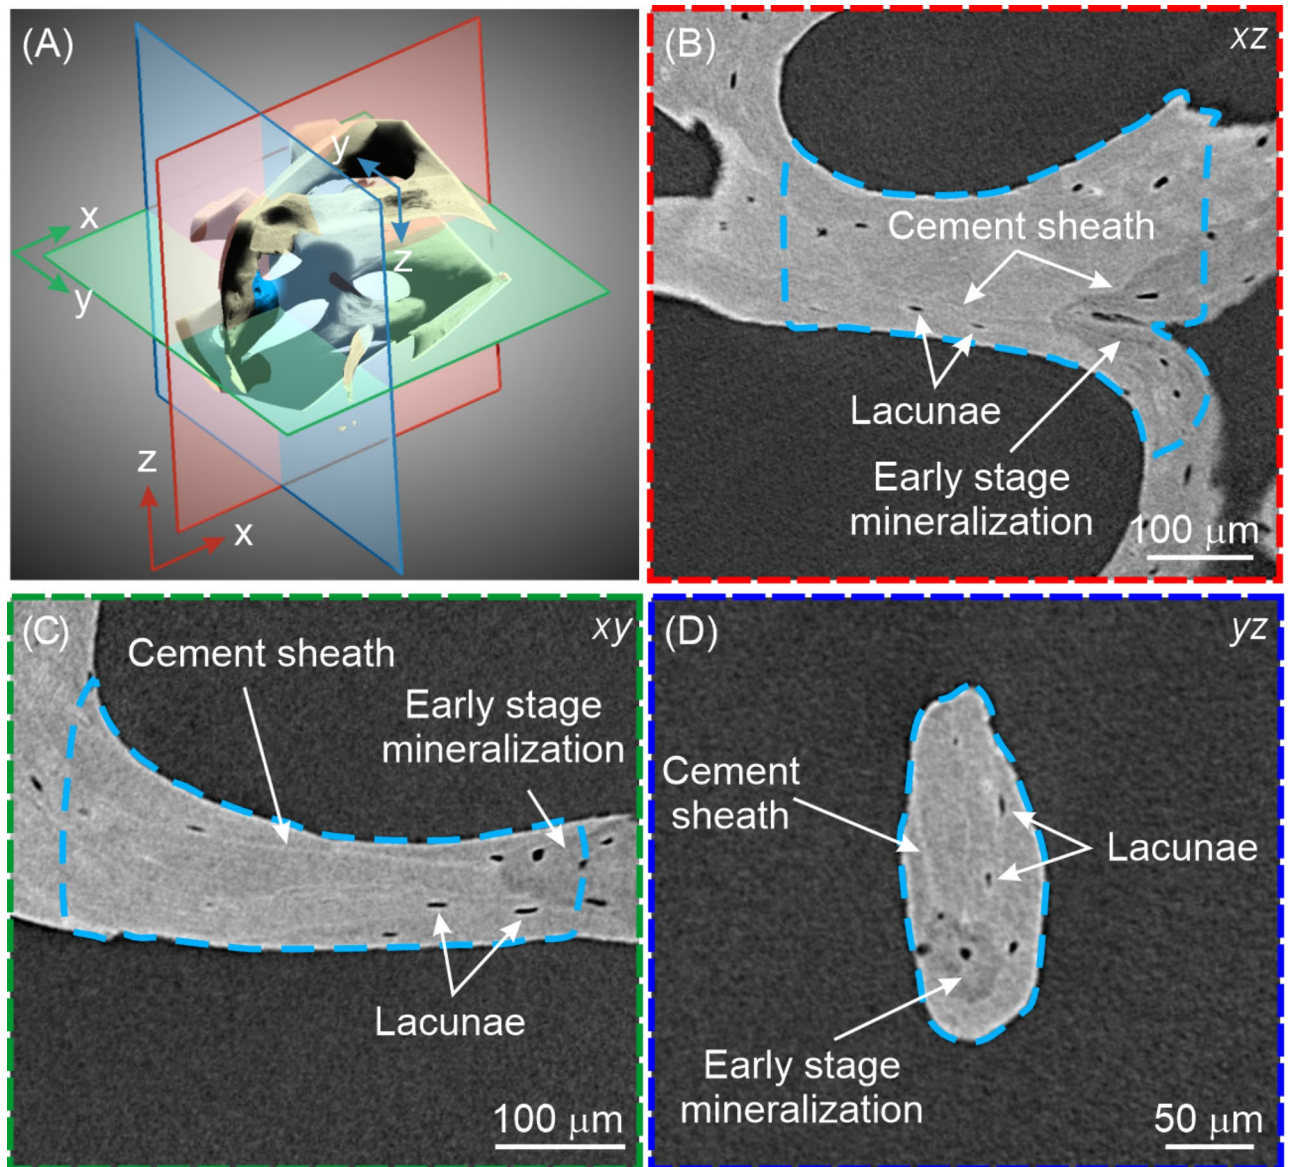 (A)
y
x
z
y
z
x
(B)
xz
Cement sheath
Lacunae
Early stage
mineralization
100 μm
(C)
xy
Cement sheath
Early stage
mineralization
Lacunae
100 μm
(D)
yz
Cement
sheath
Lacunae
Early stage
mineralization
50 μm